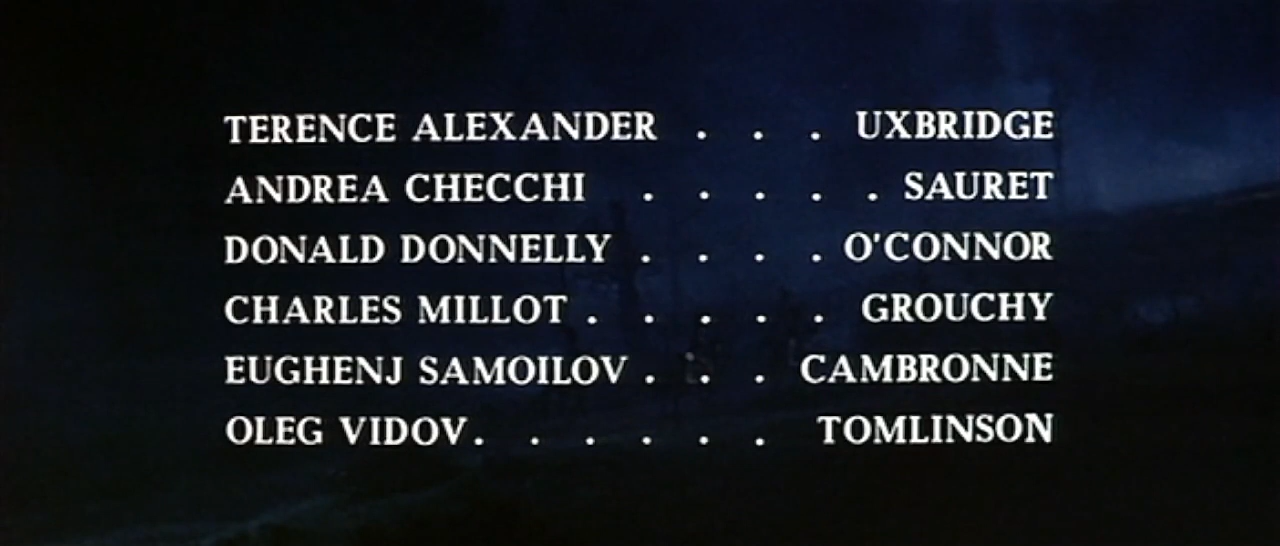 TERENCE ALEXANDER . . . UXBRIDGE
ANDREA CHECCHI . . . . . SAURET
DONALD DONNELLY . . . . O'CONNOR
CHARLES MILLOT . . . . . GROUCHY
EUGHENJ SAMOILOV . . . CAMBRONNE
OLEG VIDOV . . . . . . TOMLINSON